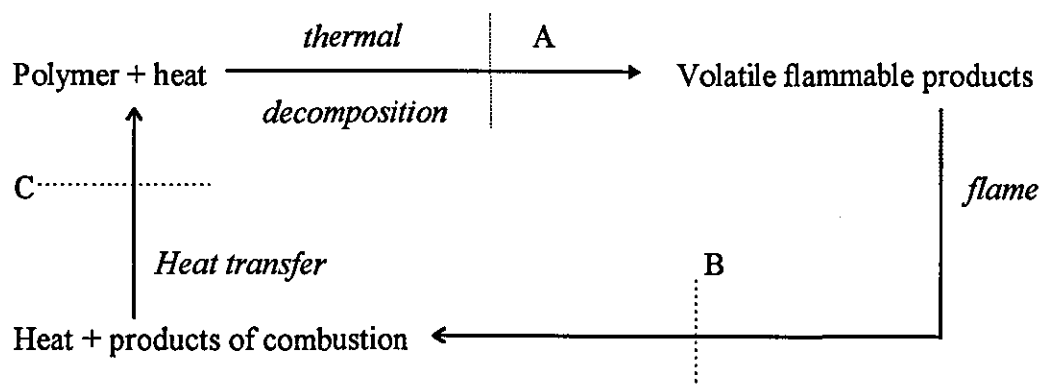 thermal
A
Polymer + heat
Volatile flammable products
decomposition
C
flame
Heat transfer
B
Heat + products of combustion